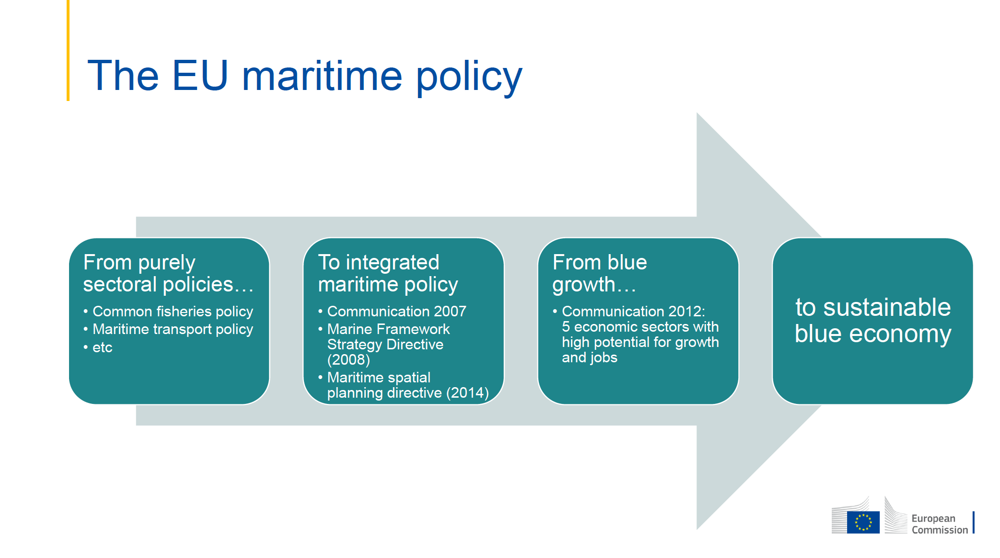 The EU maritime policy
From purely
sectoral policies…
• Common fisheries policy
• Maritime transport policy
• etc
To integrated
maritime policy
• Communication 2007
• Marine Framework
Strategy Directive
(2008)
• Maritime spatial
planning directive (2014)
From blue
growth…
• Communication 2012:
5 economic sectors with
high potential for growth
and jobs
to sustainable
blue economy
European
Commission